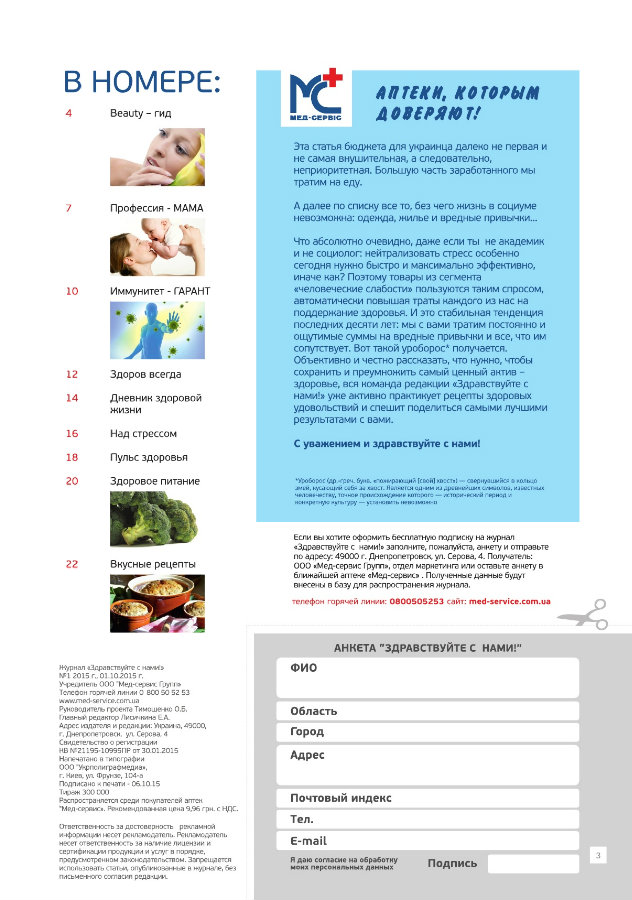 В НОМЕРЕ:
4 Beauty – гид
7 Профессия - МАМА
10 Иммунитет - ГАРАНТ
12 Здоров всегда
14 Дневник здоровой
жизни
16 Над стрессом
18 Пульс здоровья
20 Здоровое питание
22 Вкусные рецепты
Журнал «Здравствуйте с нами!»
№1 2015 г., 01.10.2015 г.
Учредитель ООО "Мед-сервис Групп"
Телефон горячей линии 0 800 50 52 53
www.med-service.com.ua
Руководитель проекта Тимошенко О.Б.
Главный редактор Лисичкина Е.А.
Адрес издателя и редакции: Украина, 49000,
г. Днепропетровск, ул. Серова, 4
Свидетельство о регистрации
КВ №21195-10995ПР от 30.01.2015
Напечатано в типографии
ООО "Укрполиграфмедиа",
г. Киев, ул. Фрунзе, 104-а
Подписано к печати - 06.10.15
Тираж 300 000
Распространяется среди покупателей аптек
"Мед-сервис". Рекомендованная цена 9,96 грн. с НДС.
Ответственность за достоверность рекламной
информации несет рекламодатель. Рекламодатель
несет ответственность за наличие лицензии и
сертификации продукции и услуг в порядке,
предусмотренном законодательством. Запрещается
использовать статьи, опубликованные в журнале, без
письменного согласия редакции.
МС
МЕД-СЕРВІС
АПТЕКИ, КОТОРЫМ
ДОВЕРЯЮТ!
Эта статья бюджета для украинца далеко не первая и
не самая внушительная, а следовательно,
неприоритетная. Большую часть заработанного мы
тратим на еду.
А далее по списку все то, без чего жизнь в социуме
невозможна: одежда, жилье и вредные привычки...
Что абсолютно очевидно, даже если ты не академик
и не социолог: нейтрализовать стресс особенно
сегодня нужно быстро и максимально эффективно,
иначе как? Поэтому товары из сегмента
«человеческие слабости» пользуются таким спросом,
автоматически повышая траты каждого из нас на
поддержание здоровья. И это стабильная тенденция
последних десяти лет: мы с вами тратим постоянно и
ощутимые суммы на вредные привычки и все, что им
сопутствует. Вот такой уроборос* получается.
Объективно и честно рассказать, что нужно, чтобы
сохранить и преумножить самый ценный актив –
здоровье, вся команда редакции «Здравствуйте с
нами!» уже активно практикует рецепты здоровых
удовольствий и спешит поделиться самыми лучшими
результатами с вами.
С уважением и здравствуйте с нами!
*Уроборос (др.-греч. букв. «пожирающий [свой] хвост») — свернувшийся в кольцо
змей, кусающий себя за хвост. Является одним из древнейших символов, известных
человечеству, точное происхождение которого — исторический период и
конкретную культуру — установить невозможно
Если вы хотите оформить бесплатную подписку на журнал
«Здравствуйте с нами!» заполните, пожалуйста, анкету и отправьте
по адресу: 49000 г. Днепропетровск, ул. Серова, 4. Получатель:
ООО «Мед-сервис Групп», отдел маркетинга или оставьте анкету в
ближайшей аптеке «Мед-сервис» . Полученные данные будут
внесены в базу для распространения журнала.
телефон горячей линии: 0800505253 сайт: med-service.com.ua
АНКЕТА "ЗДРАВСТВУЙТЕ С НАМИ!"
ФИО
Область
Город
Адрес
Почтовый индекс
Тел.
E-mail
Я даю согласие на обработку
моих персональных данных
Подпись
3